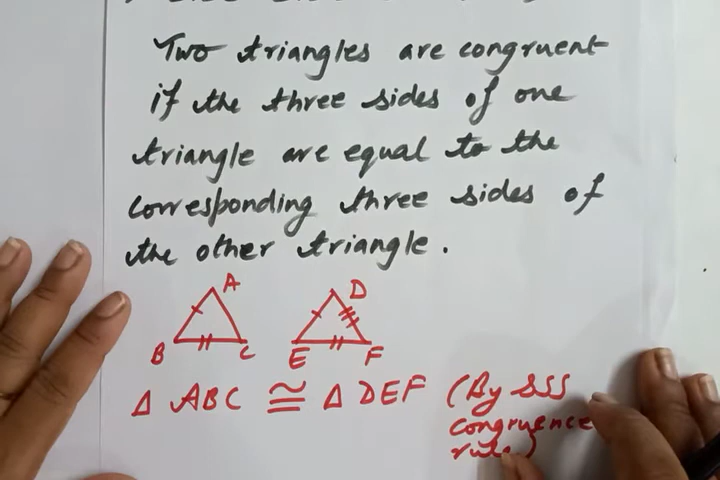 Two triangles are congruent
if the three sides of one
triangle are equal to the
corresponding three sides of
the other triangle.
A D
B C E F
Δ ABC ≅ Δ DEF (By SSS
congruence
rule)